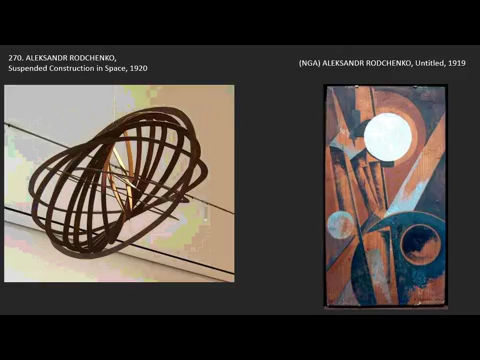 270. ALEKSANDR RODCHENKO,
Suspended Construction in Space, 1920
(NGA) ALEKSANDR RODCHENKO, Untitled, 1919